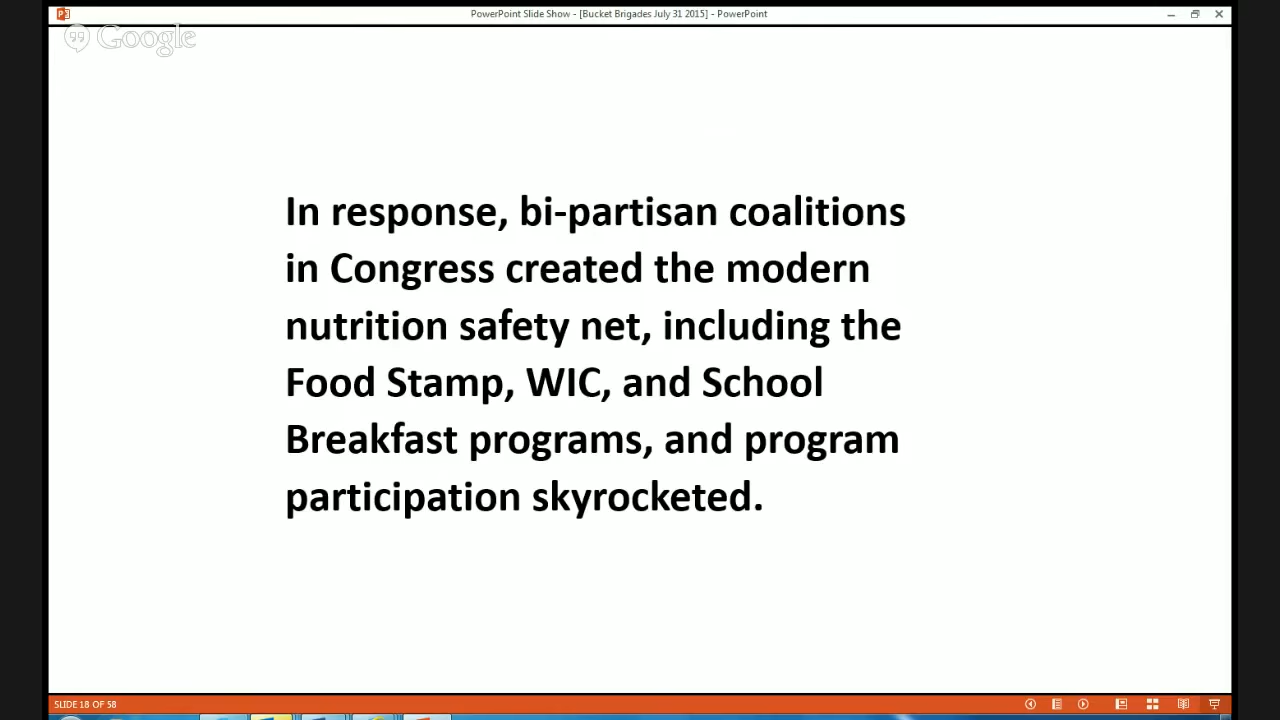 PowerPoint Slide Show - [Bucket Brigades July 31 2015] - PowerPoint
Google
In response, bi-partisan coalitions
in Congress created the modern
nutrition safety net, including the
Food Stamp, WIC, and School
Breakfast programs, and program
participation skyrocketed.
SLIDE 18 OF 58